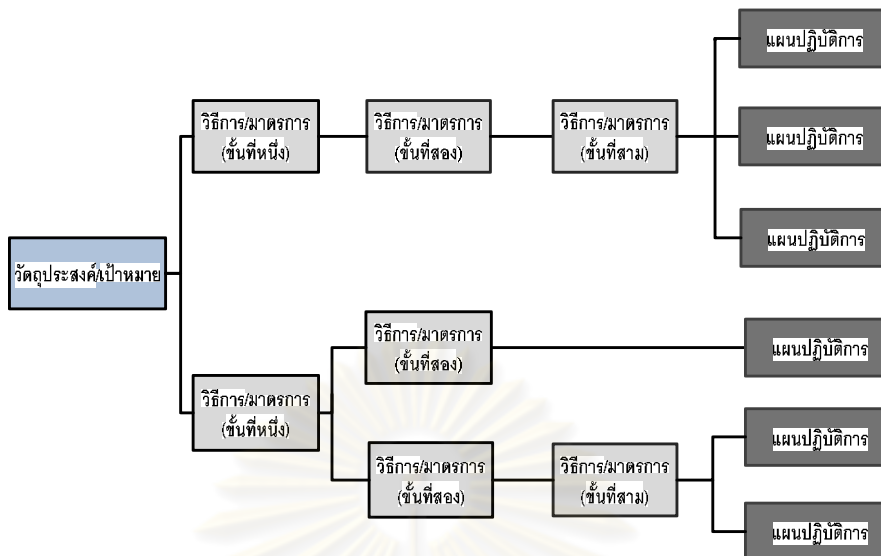 แผนปฏิบัติการ
วิธีการ/มาตรการ
(ขั้นที่หนึ่ง)
วิธีการ/มาตรการ
(ขั้นที่สอง)
วิธีการ/มาตรการ
(ขั้นที่สาม)
แผนปฏิบัติการ
แผนปฏิบัติการ
วัตถุประสงค์/เป้าหมาย
วิธีการ/มาตรการ
(ขั้นที่สอง)
แผนปฏิบัติการ
วิธีการ/มาตรการ
(ขั้นที่หนึ่ง)
แผนปฏิบัติการ
วิธีการ/มาตรการ
(ขั้นที่สอง)
วิธีการ/มาตรการ
(ขั้นที่สาม)
แผนปฏิบัติการ